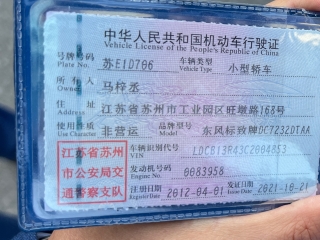 中华人民共和国机动车行驶证
Vehicle License of the People's Republic of China
号牌号码 苏E1D706 车辆类型 小型轿车
Plate No. Vehicle Type
所有人 马梓丞
Owner
住址 江苏省苏州市工业园区旺墩路168号
Address
使用性质 非营运 品牌型号 东风标致牌DC7232DTAA
Use Character
江苏省苏州 车辆识别代号
市公安局交 VIN LDCB13R43C2004853
通警察支队 发动机号码 0083958
注册日期 2012-04-01 发证日期 2021-10-21
Register Date Issue Date